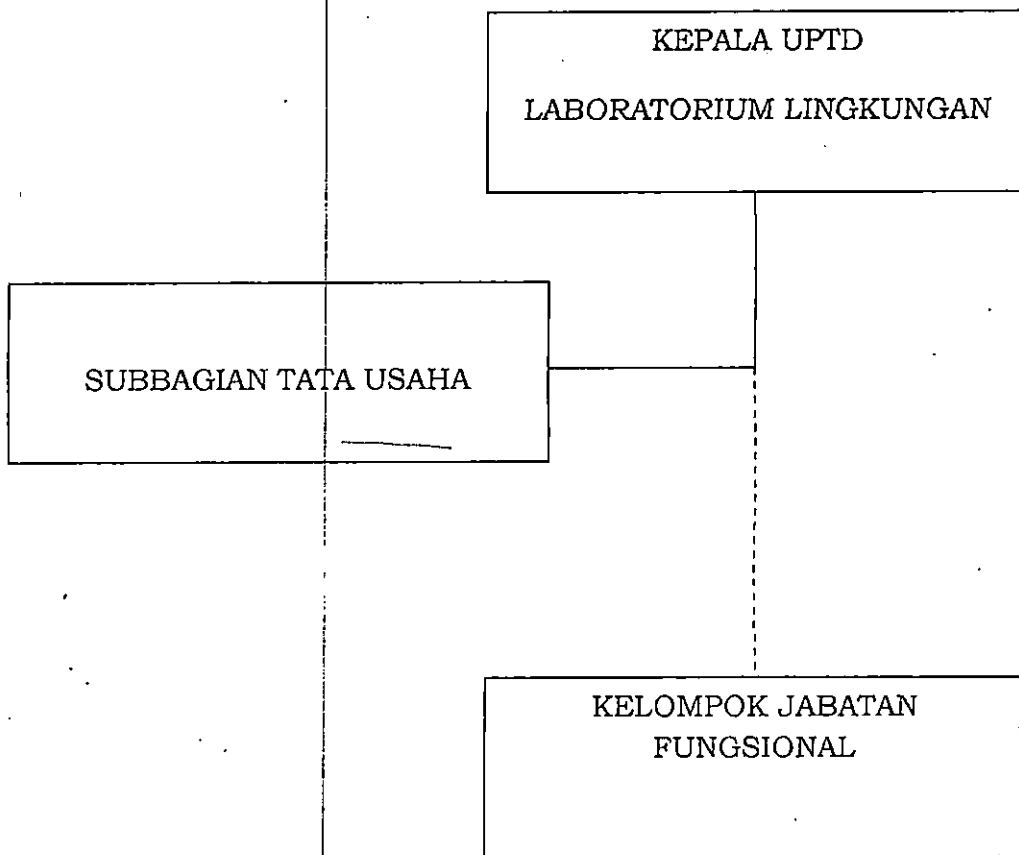 KEPALA UPTD
LABORATORIUM LINGKUNGAN
SUBBAGIAN TATA USAHA
KELOMPOK JABATAN
FUNGSIONAL